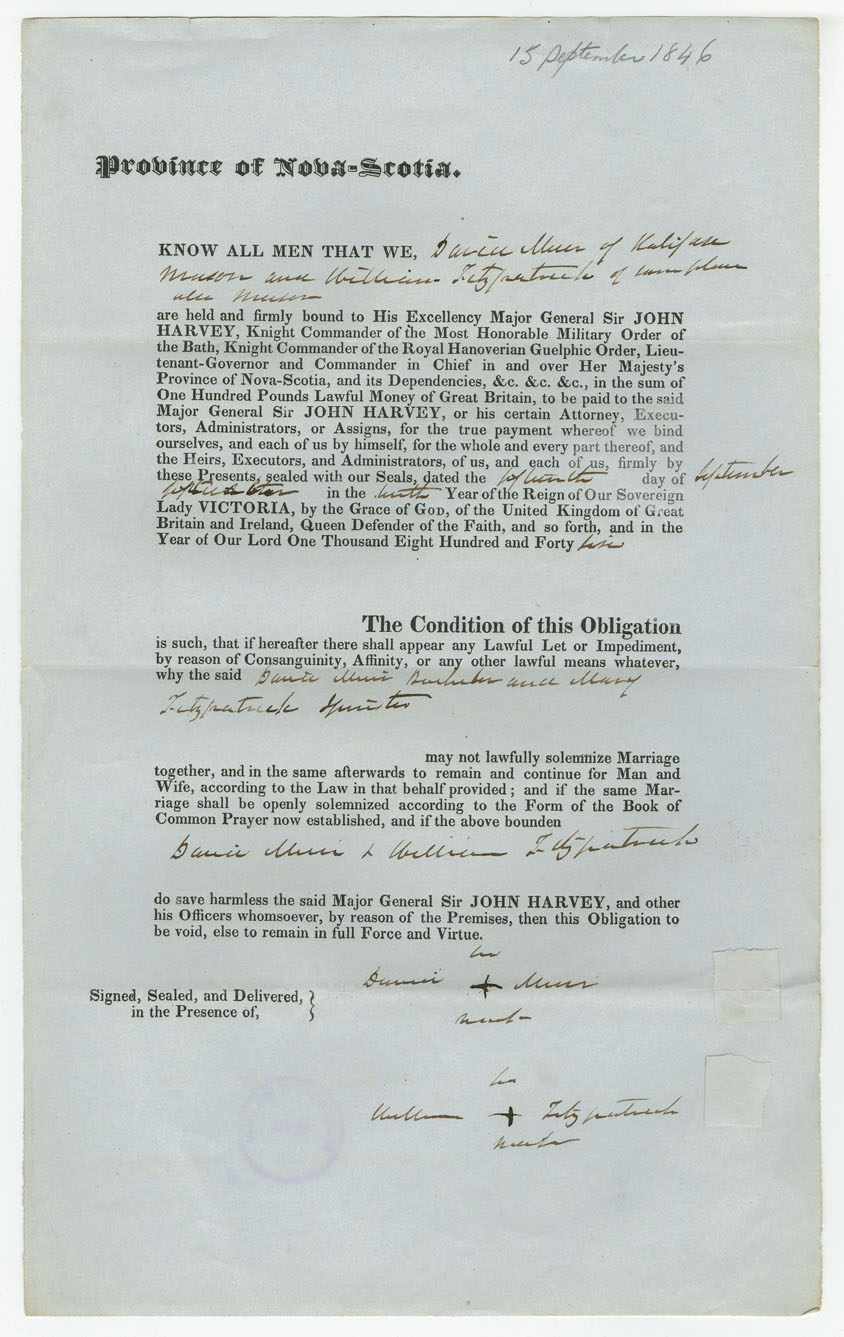 15 September 1846
Province of Nova-Scotia.
KNOW ALL MEN THAT WE, David Muir of Halifax
Mason and William Fitzpatrick of same place
also Mason
are held and firmly bound to His Excellency Major General Sir JOHN
HARVEY, Knight Commander of the Most Honorable Military Order of
the Bath, Knight Commander of the Royal Hanoverian Guelphic Order, Lieu-
tenant-Governor and Commander in Chief in and over Her Majesty's
Province of Nova-Scotia, and its Dependencies, &c. &c. &c., in the sum of
One Hundred Pounds Lawful Money of Great Britain, to be paid to the said
Major General Sir JOHN HARVEY, or his certain Attorney, Execu-
tors, Administrators, or Assigns, for the true payment whereof we bind
ourselves, and each of us by himself, for the whole and every part thereof, and
the Heirs, Executors, and Administrators, of us, and each of us, firmly by
these Presents, sealed with our Seals, dated the fifteenth day of September
in the tenth Year of the Reign of Our Sovereign
Lady VICTORIA, by the Grace of GOD, of the United Kingdom of Great
Britain and Ireland, Queen Defender of the Faith, and so forth, and in the
Year of Our Lord One Thousand Eight Hundred and Forty six
The Condition of this Obligation
is such, that if hereafter there shall appear any Lawful Let or Impediment,
by reason of Consanguinity, Affinity, or any other lawful means whatever,
why the said David Muir Bachelor and Mary
Fitzpatrick Spinster
may not lawfully solemnize Marriage
together, and in the same afterwards to remain and continue for Man and
Wife, according to the Law in that behalf provided; and if the same Mar-
riage shall be openly solemnized according to the Form of the Book of
Common Prayer now established, and if the above bounden
David Muir & William Fitzpatrick
do save harmless the said Major General Sir JOHN HARVEY, and other
his Officers whomsoever, by reason of the Premises, then this Obligation to
be void, else to remain in full Force and Virtue.
his
David + Muir
mark
Signed, Sealed, and Delivered,
in the Presence of,
his
William + Fitzpatrick
mark